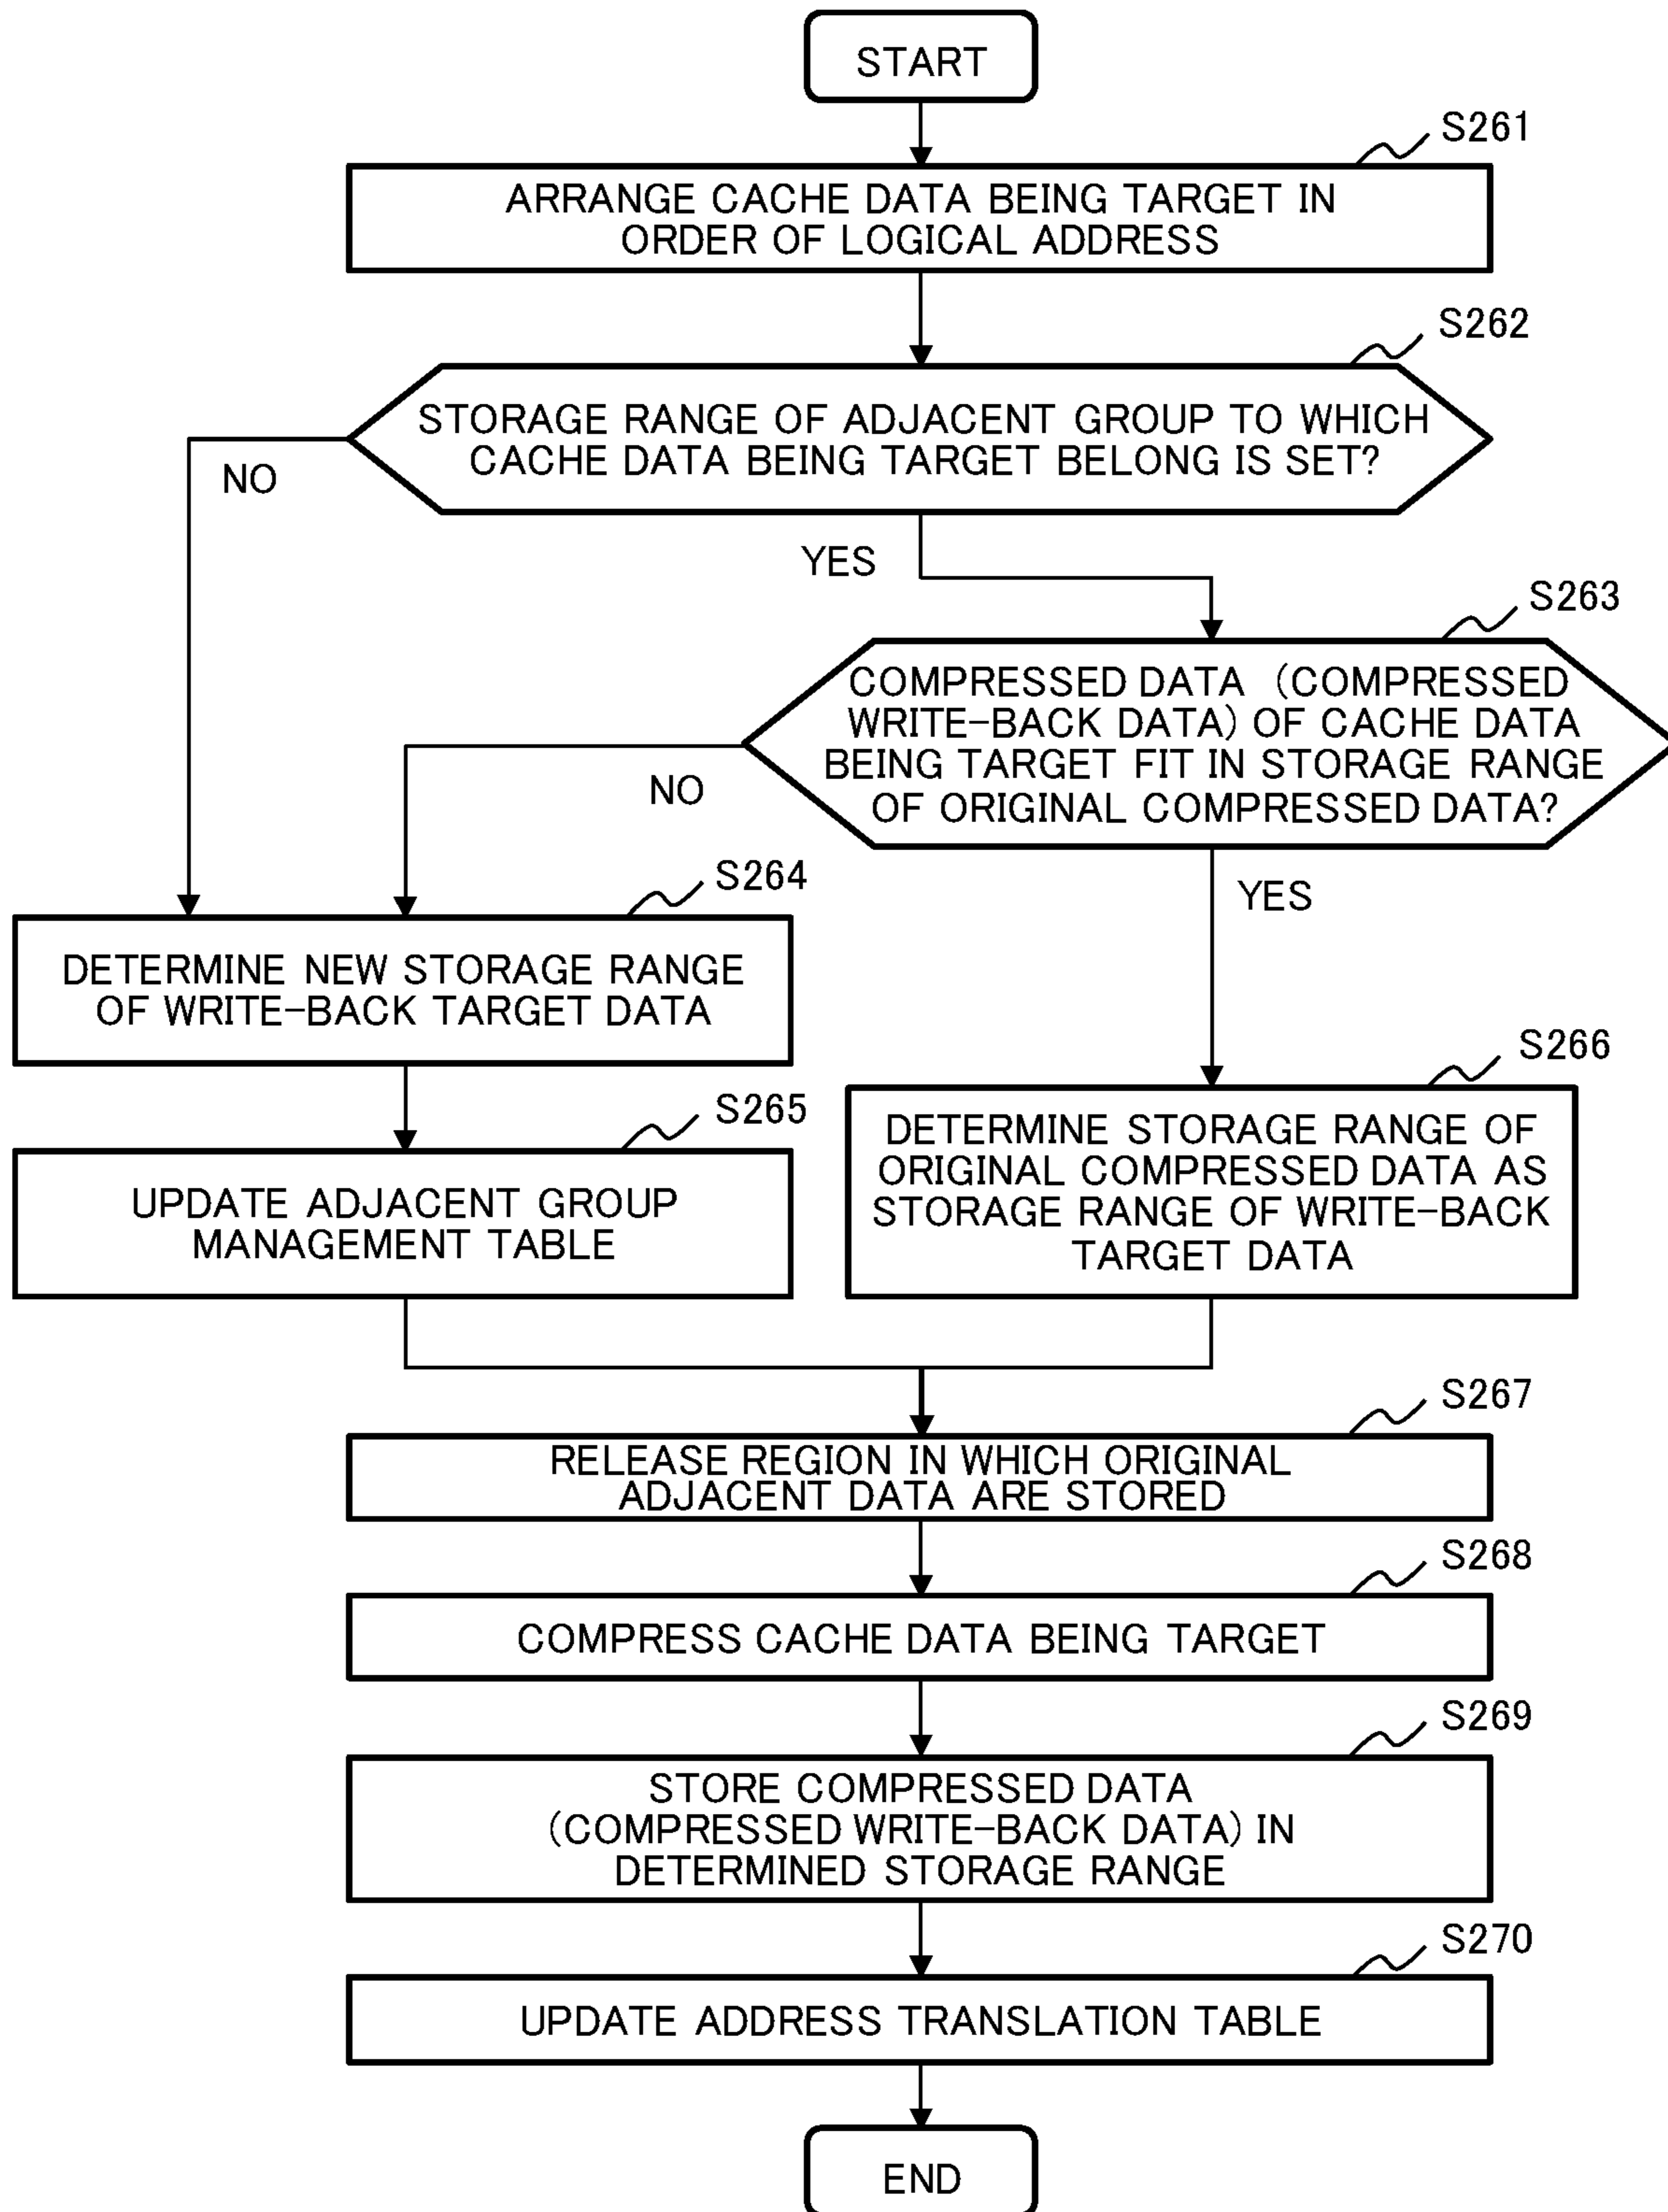 START
S261
ARRANGE CACHE DATA BEING TARGET IN
ORDER OF LOGICAL ADDRESS
S262
STORAGE RANGE OF ADJACENT GROUP TO WHICH
CACHE DATA BEING TARGET BELONG IS SET?
NO
YES
S263
COMPRESSED DATA (COMPRESSED
WRITE-BACK DATA) OF CACHE DATA
BEING TARGET FIT IN STORAGE RANGE
OF ORIGINAL COMPRESSED DATA?
NO
YES
S264
DETERMINE NEW STORAGE RANGE
OF WRITE-BACK TARGET DATA
S265
UPDATE ADJACENT GROUP
MANAGEMENT TABLE
S266
DETERMINE STORAGE RANGE OF
ORIGINAL COMPRESSED DATA AS
STORAGE RANGE OF WRITE-BACK
TARGET DATA
S267
RELEASE REGION IN WHICH ORIGINAL
ADJACENT DATA ARE STORED
S268
COMPRESS CACHE DATA BEING TARGET
S269
STORE COMPRESSED DATA
(COMPRESSED WRITE-BACK DATA) IN
DETERMINED STORAGE RANGE
S270
UPDATE ADDRESS TRANSLATION TABLE
END